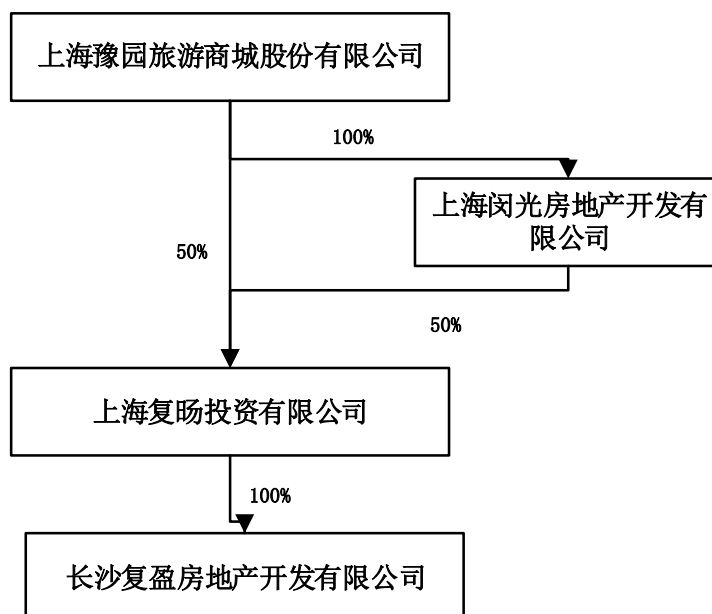 上海豫园旅游商城股份有限公司
100%
上海闵光房地产开发有
限公司
50%
50%
上海复旸投资有限公司
100%
长沙复盈房地产开发有限公司